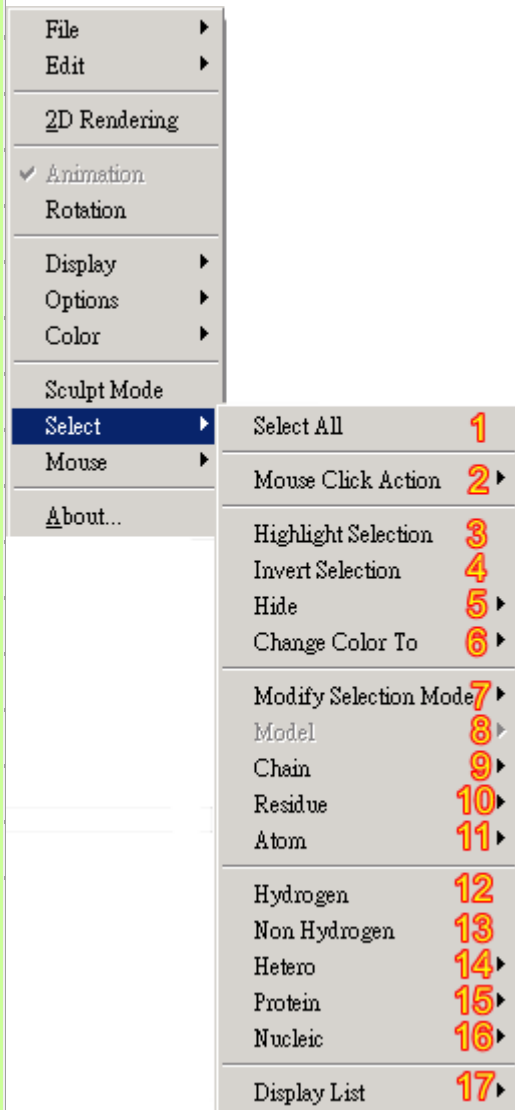 File
Edit
2D Rendering
Animation
Rotation
Display
Options
Color
Sculpt Mode
Select
Mouse
About...
Select All 1
Mouse Click Action 2
Highlight Selection 3
Invert Selection 4
Hide 5
Change Color To 6
Modify Selection Mode 7
Model 8
Chain 9
Residue 10
Atom 11
Hydrogen 12
Non Hydrogen 13
Hetero 14
Protein 15
Nucleic 16
Display List 17